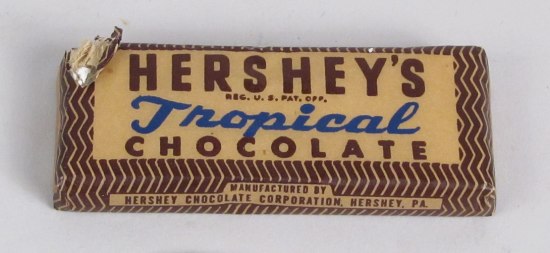 HERSHEY'S
REG. U. S. PAT. OFF.
Tropical
CHOCOLATE
MANUFACTURED BY
HERSHEY CHOCOLATE CORPORATION, HERSHEY, PA.